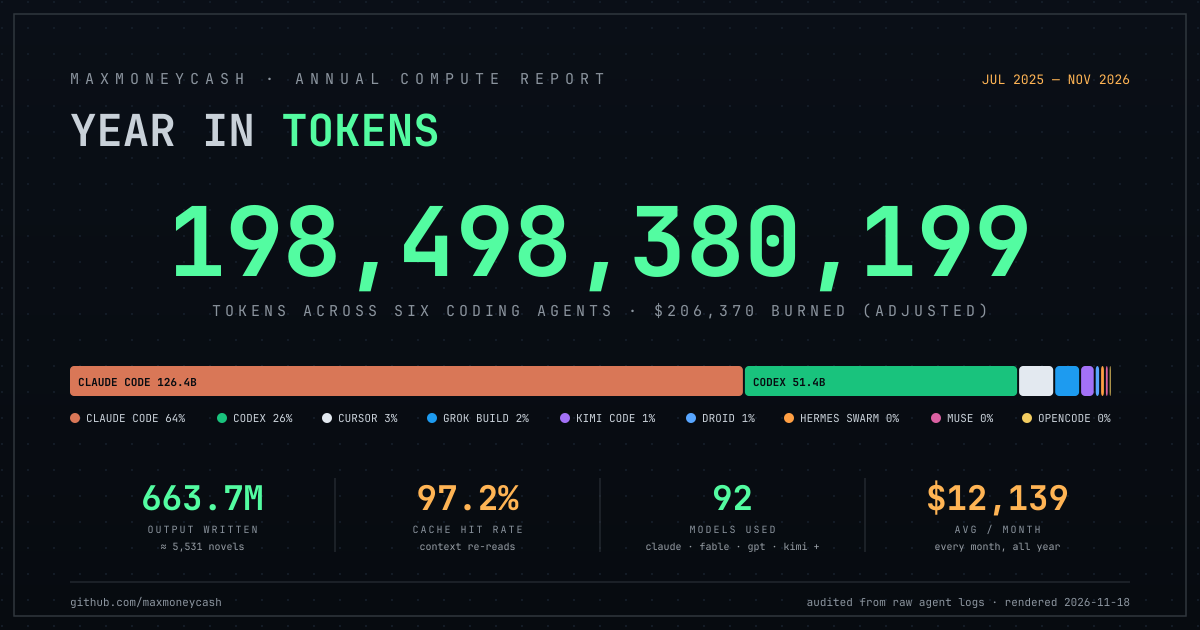 MAXMONEYCASH · ANNUAL COMPUTE REPORT
JUL 2025 — NOV 2026
YEAR IN TOKENS
198,498,380,199
TOKENS ACROSS SIX CODING AGENTS · $206,370 BURNED (ADJUSTED)
CLAUDE CODE 126.4B
CODEX 51.4B
CLAUDE CODE 64%
CODEX 26%
CURSOR 3%
GROK BUILD 2%
KIMI CODE 1%
DROID 1%
HERMES SWARM 0%
MUSE 0%
OPENCODE 0%
663.7M
OUTPUT WRITTEN
≈ 5,531 novels
97.2%
CACHE HIT RATE
context re-reads
92
MODELS USED
claude · fable · gpt · kimi +
$12,139
AVG / MONTH
every month, all year
github.com/maxmoneycash
audited from raw agent logs · rendered 2026-11-18